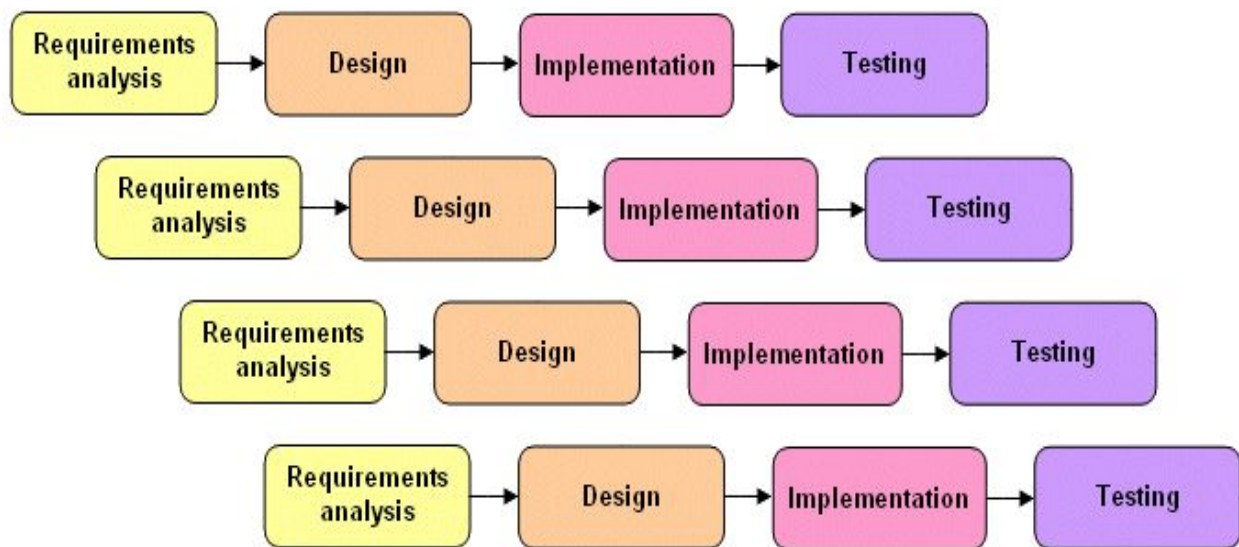 Requirements
analysis
Design
Implementation
Testing
Requirements
analysis
Design
Implementation
Testing
Requirements
analysis
Design
Implementation
Testing
Requirements
analysis
Design
Implementation
Testing